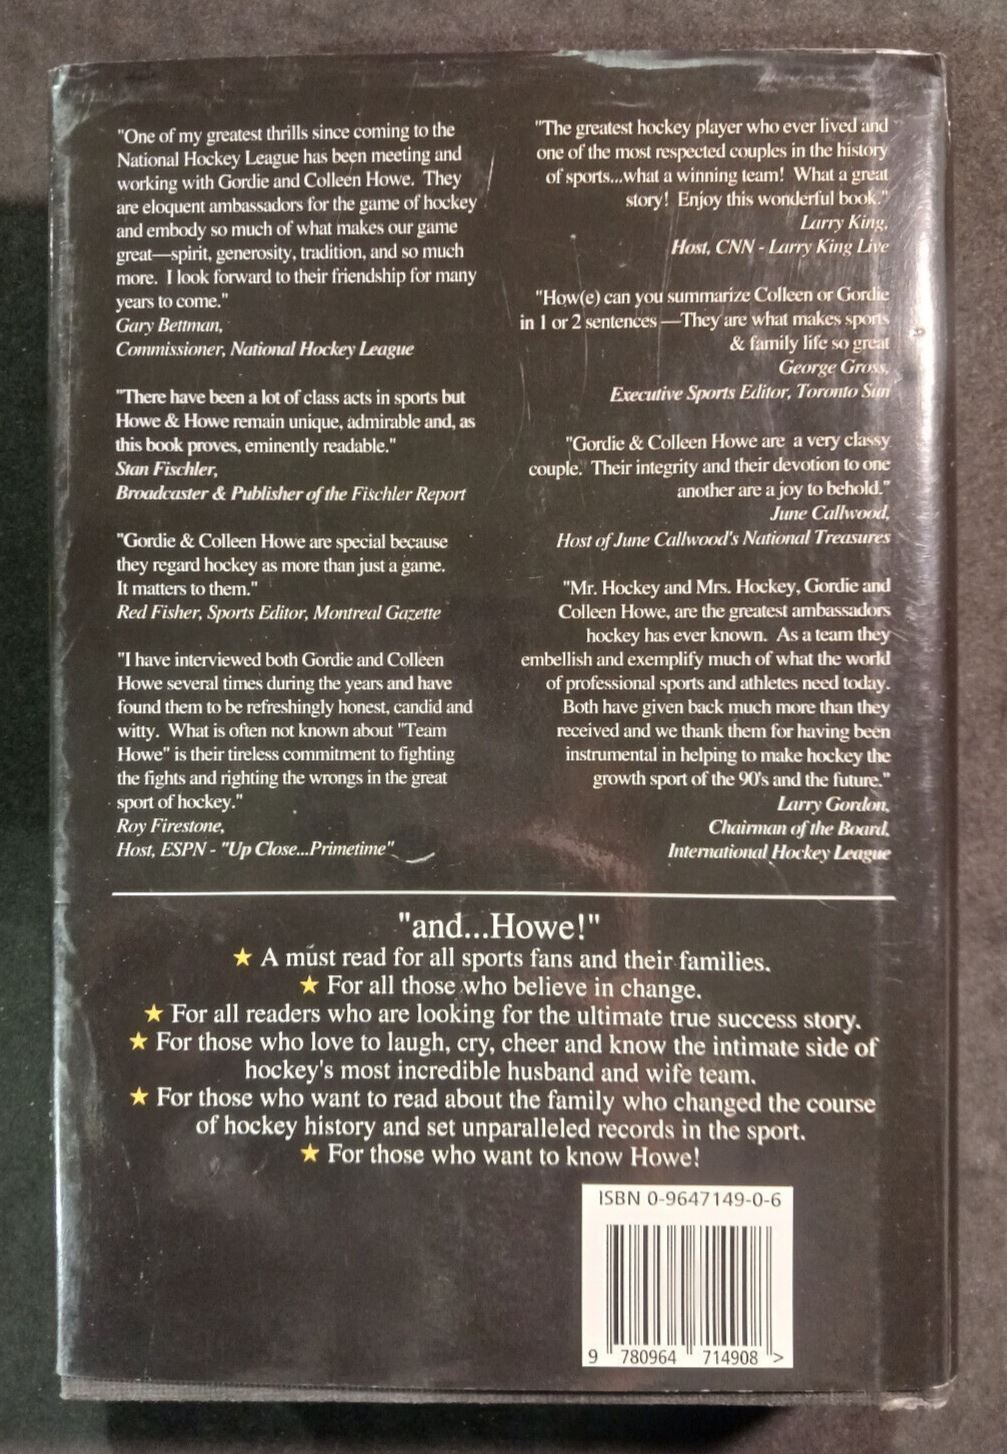 "One of my greatest thrills since coming to the
National Hockey League has been meeting and
working with Gordie and Colleen Howe. They
are eloquent ambassadors for the game of hockey
and embody so much of what makes our game
great—spirit, generosity, tradition, and so much
more. I look forward to their friendship for many
years to come."
Gary Bettman,
Commissioner, National Hockey League
"There have been a lot of class acts in sports but
Howe & Howe remain unique, admirable and, as
this book proves, eminently readable."
Stan Fischler,
Broadcaster & Publisher of the Fischler Report
"Gordie & Colleen Howe are special because
they regard hockey as more than just a game.
It matters to them."
Red Fisher, Sports Editor, Montreal Gazette
"I have interviewed both Gordie and Colleen
Howe several times during the years and have
found them to be refreshingly honest, candid and
witty. What is often not known about "Team
Howe" is their tireless commitment to fighting
the fights and righting the wrongs in the great
sport of hockey."
Roy Firestone,
Host, ESPN - "Up Close...Primetime"
"The greatest hockey player who ever lived and
one of the most respected couples in the history
of sports...what a winning team! What a great
story! Enjoy this wonderful book."
Larry King,
Host, CNN - Larry King Live
"How(e) can you summarize Colleen or Gordie
in 1 or 2 sentences —They are what makes sports
& family life so great
George Gross,
Executive Sports Editor, Toronto Sun
"Gordie & Colleen Howe are a very classy
couple. Their integrity and their devotion to one
another are a joy to behold."
June Callwood,
Host of June Callwood's National Treasures
"Mr. Hockey and Mrs. Hockey, Gordie and
Colleen Howe, are the greatest ambassadors
hockey has ever known. As a team they
embellish and exemplify much of what the world
of professional sports and athletes need today.
Both have given back much more than they
received and we thank them for having been
instrumental in helping to make hockey the
growth sport of the 90's and the future."
Larry Gordon,
Chairman of the Board,
International Hockey League
"and...Howe!"
★ A must read for all sports fans and their families.
★ For all those who believe in change.
★ For all readers who are looking for the ultimate true success story.
★ For those who love to laugh, cry, cheer and know the intimate side of
hockey's most incredible husband and wife team.
★ For those who want to read about the family who changed the course
of hockey history and set unparalleled records in the sport.
★ For those who want to know Howe!
ISBN 0-9647149-0-6
9 780964 714908 >